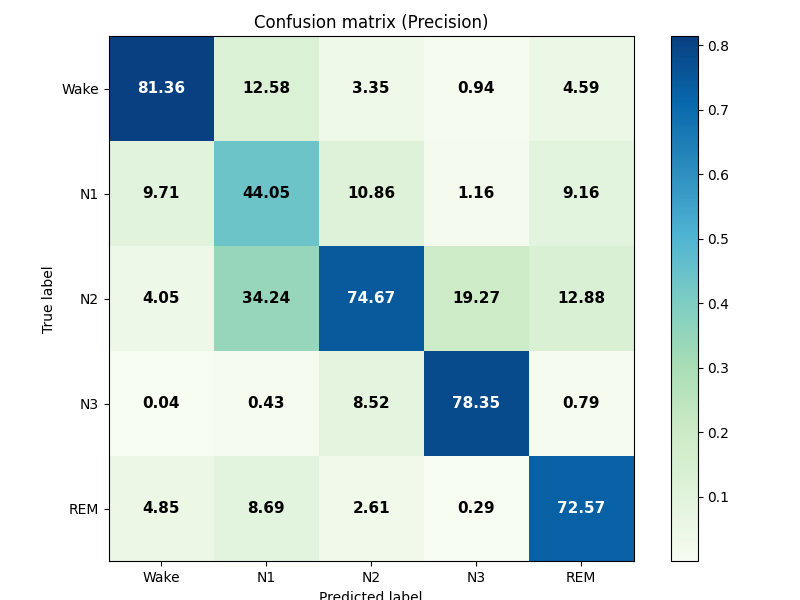 Confusion matrix (Precision)
Wake 81.36 12.58 3.35 0.94 4.59
N1 9.71 44.05 10.86 1.16 9.16
N2 4.05 34.24 74.67 19.27 12.88
N3 0.04 0.43 8.52 78.35 0.79
REM 4.85 8.69 2.61 0.29 72.57
Wake N1 N2 N3 REM
Predicted label
True label
0.8
0.7
0.6
0.5
0.4
0.3
0.2
0.1